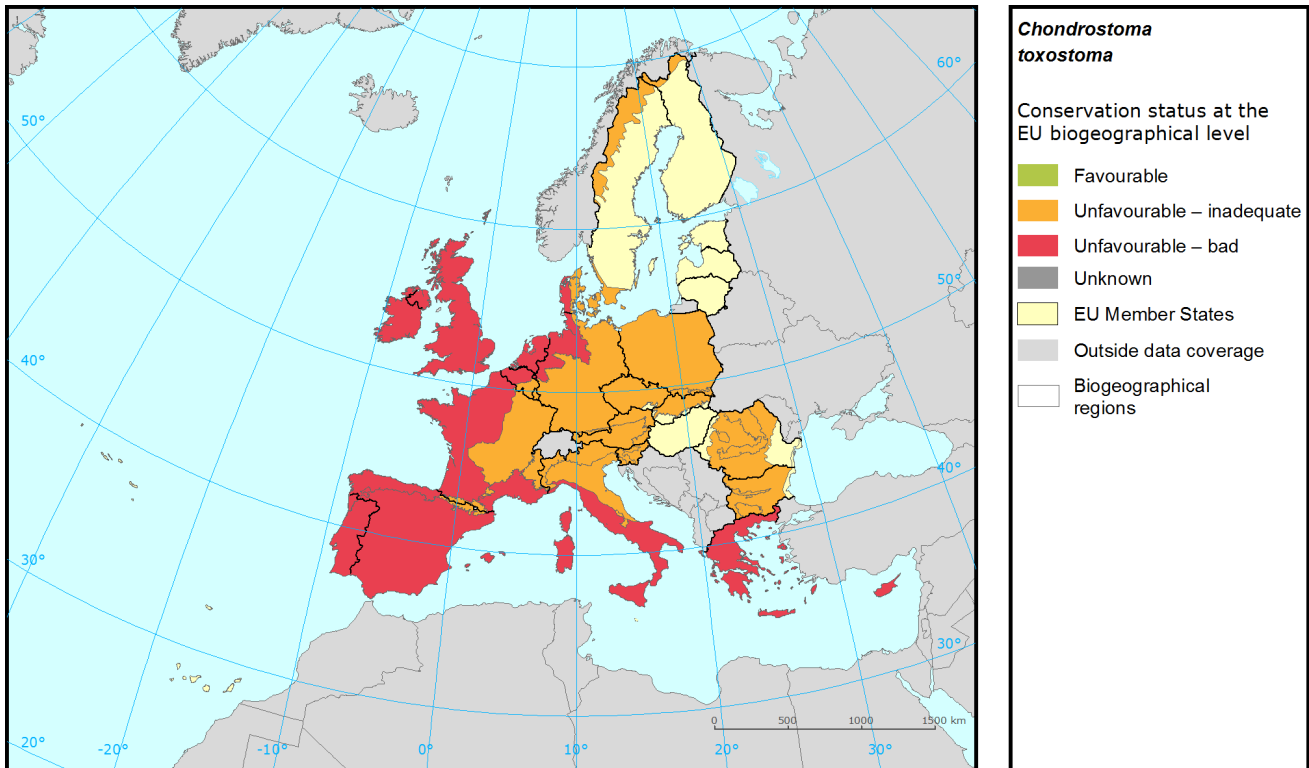 Chondrostoma
toxostoma
Conservation status at the
EU biogeographical level
Favourable
Unfavourable – inadequate
Unfavourable – bad
Unknown
EU Member States
Outside data coverage
Biogeographical
regions
60°
50°
50°
40°
40°
30°
30°
20°
-20°
-10°
0°
10°
20°
30°
0 500 1000 1500 km